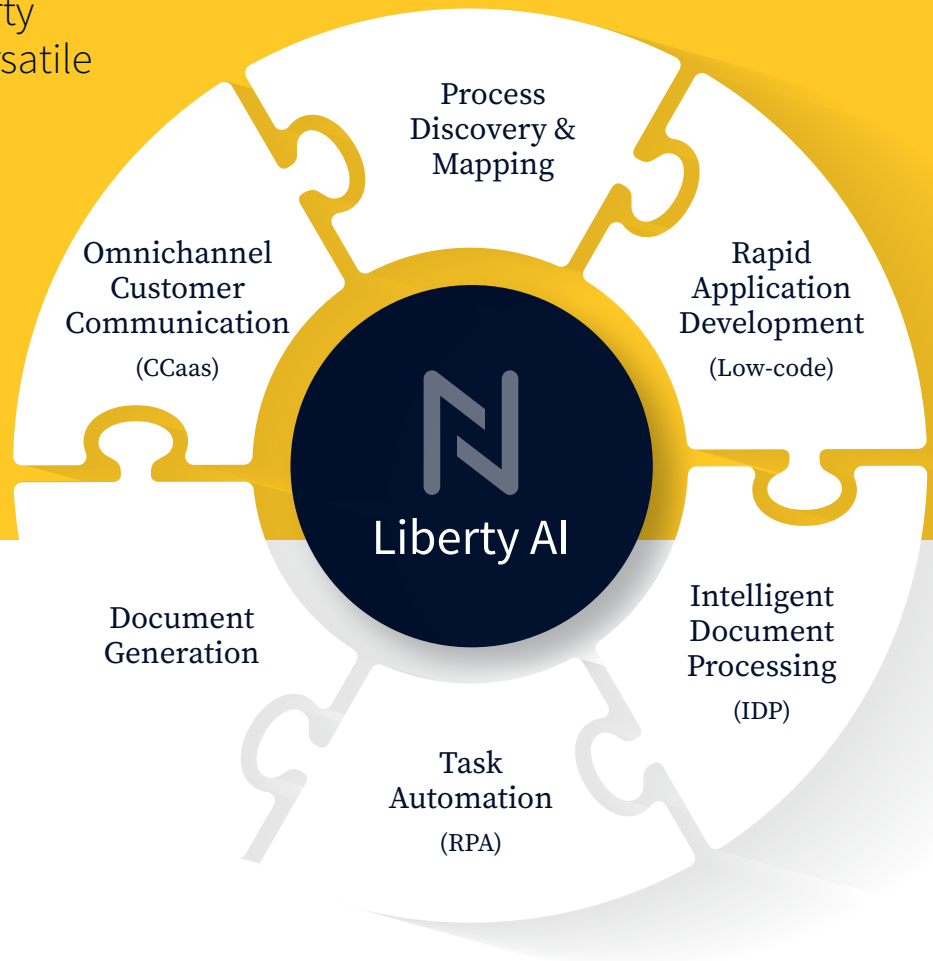 satile
Process
Discovery &
Mapping
Rapid
Application
Development
(Low-code)
Intelligent
Document
Processing
(IDP)
Task
Automation
(RPA)
Document
Generation
Omnichannel
Customer
Communication
(CCaas)
Liberty AI